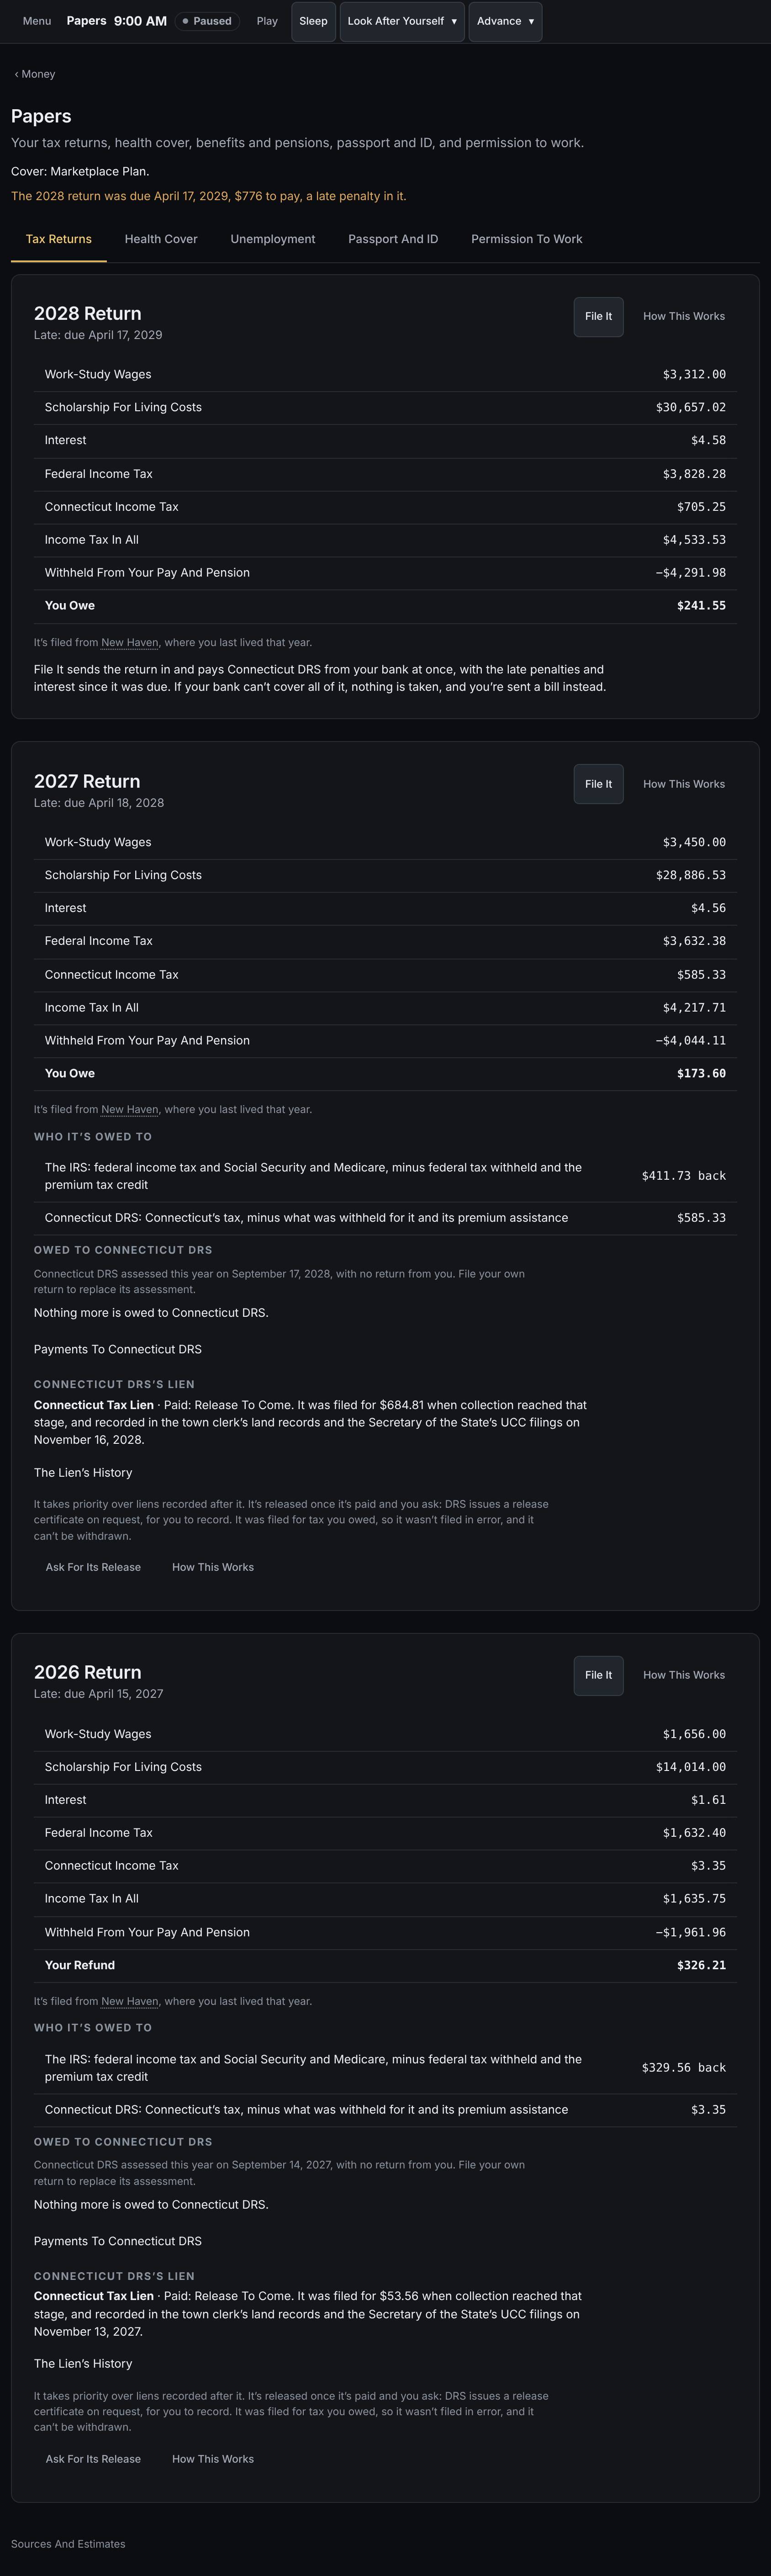 Menu Papers 9:00 AM Paused Play Sleep Look After Yourself ▾ Advance ▾
‹ Money
Papers
Your tax returns, health cover, benefits and pensions, passport and ID, and permission to work.
Cover: Marketplace Plan.
The 2028 return was due April 17, 2029, $776 to pay, a late penalty in it.
Tax Returns Health Cover Unemployment Passport And ID Permission To Work
2028 Return File It How This Works
Late: due April 17, 2029
Work-Study Wages $3,312.00
Scholarship For Living Costs $30,657.02
Interest $4.58
Federal Income Tax $3,828.28
Connecticut Income Tax $705.25
Income Tax In All $4,533.53
Withheld From Your Pay And Pension −$4,291.98
You Owe $241.55
It’s filed from New Haven, where you last lived that year.
File It sends the return in and pays Connecticut DRS from your bank at once, with the late penalties and
interest since it was due. If your bank can’t cover all of it, nothing is taken, and you’re sent a bill instead.
2027 Return File It How This Works
Late: due April 18, 2028
Work-Study Wages $3,450.00
Scholarship For Living Costs $28,886.53
Interest $4.56
Federal Income Tax $3,632.38
Connecticut Income Tax $585.33
Income Tax In All $4,217.71
Withheld From Your Pay And Pension −$4,044.11
You Owe $173.60
It’s filed from New Haven, where you last lived that year.
WHO IT’S OWED TO
The IRS: federal income tax and Social Security and Medicare, minus federal tax withheld and the
premium tax credit $411.73 back
Connecticut DRS: Connecticut’s tax, minus what was withheld for it and its premium assistance $585.33
OWED TO CONNECTICUT DRS
Connecticut DRS assessed this year on September 17, 2028, with no return from you. File your own
return to replace its assessment.
Nothing more is owed to Connecticut DRS.
Payments To Connecticut DRS
CONNECTICUT DRS’S LIEN
Connecticut Tax Lien · Paid: Release To Come. It was filed for $684.81 when collection reached that
stage, and recorded in the town clerk’s land records and the Secretary of the State’s UCC filings on
November 16, 2028.
The Lien’s History
It takes priority over liens recorded after it. It’s released once it’s paid and you ask: DRS issues a release
certificate on request, for you to record. It was filed for tax you owed, so it wasn’t filed in error, and it
can’t be withdrawn.
Ask For Its Release How This Works
2026 Return File It How This Works
Late: due April 15, 2027
Work-Study Wages $1,656.00
Scholarship For Living Costs $14,014.00
Interest $1.61
Federal Income Tax $1,632.40
Connecticut Income Tax $3.35
Income Tax In All $1,635.75
Withheld From Your Pay And Pension −$1,961.96
Your Refund $326.21
It’s filed from New Haven, where you last lived that year.
WHO IT’S OWED TO
The IRS: federal income tax and Social Security and Medicare, minus federal tax withheld and the
premium tax credit $329.56 back
Connecticut DRS: Connecticut’s tax, minus what was withheld for it and its premium assistance $3.35
OWED TO CONNECTICUT DRS
Connecticut DRS assessed this year on September 14, 2027, with no return from you. File your own
return to replace its assessment.
Nothing more is owed to Connecticut DRS.
Payments To Connecticut DRS
CONNECTICUT DRS’S LIEN
Connecticut Tax Lien · Paid: Release To Come. It was filed for $53.56 when collection reached that
stage, and recorded in the town clerk’s land records and the Secretary of the State’s UCC filings on
November 13, 2027.
The Lien’s History
It takes priority over liens recorded after it. It’s released once it’s paid and you ask: DRS issues a release
certificate on request, for you to record. It was filed for tax you owed, so it wasn’t filed in error, and it
can’t be withdrawn.
Ask For Its Release How This Works
Sources And Estimates